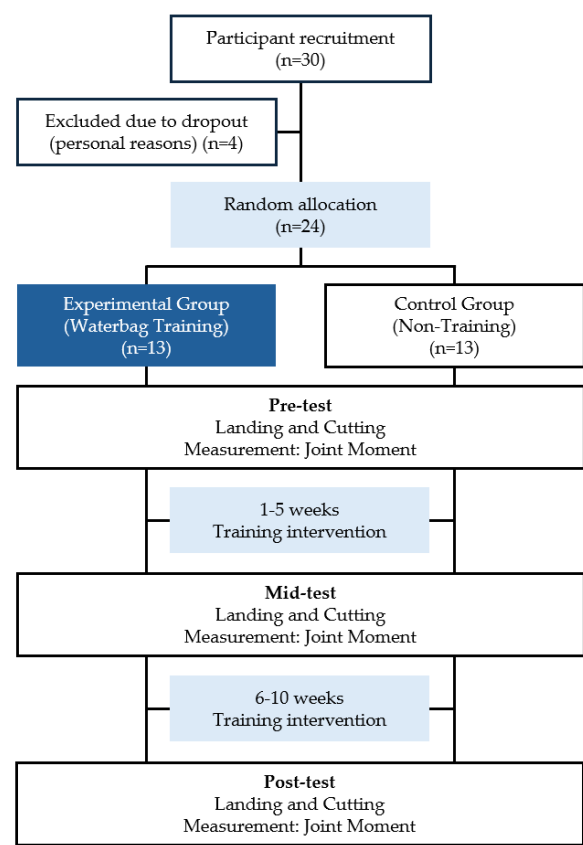 Participant recruitment
(n=30)
Excluded due to dropout
(personal reasons) (n=4)
Random allocation
(n=24)
Experimental Group
(Waterbag Training)
(n=13)
Control Group
(Non-Training)
(n=13)
Pre-test
Landing and Cutting
Measurement: Joint Moment
1-5 weeks
Training intervention
Mid-test
Landing and Cutting
Measurement: Joint Moment
6-10 weeks
Training intervention
Post-test
Landing and Cutting
Measurement: Joint Moment